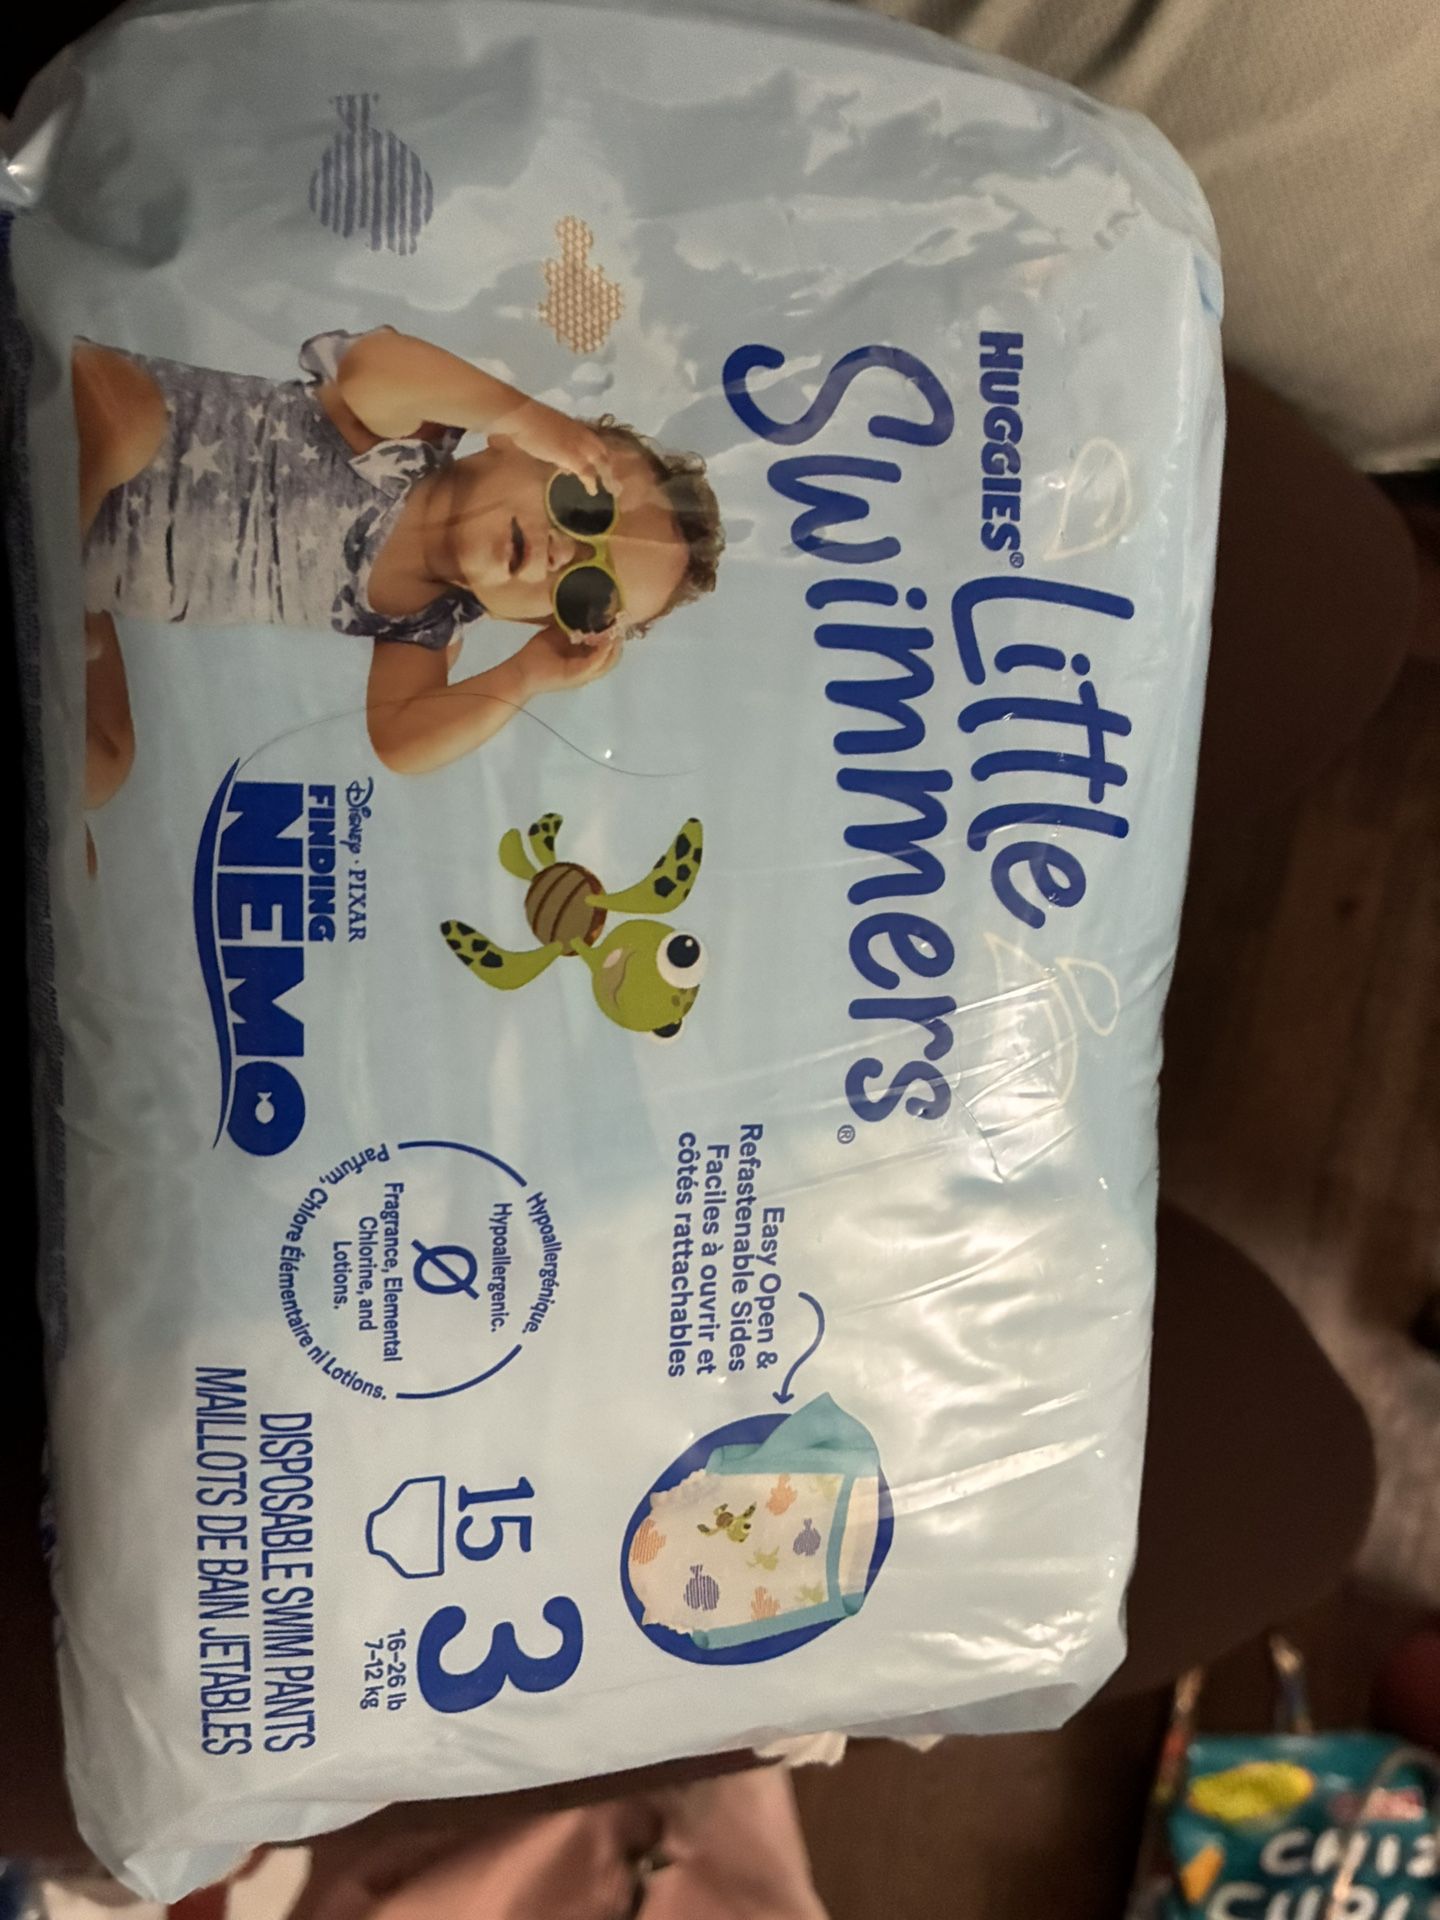 HUGGIES® Little
Swimmers®
Easy Open &
Refastenable Sides
Faciles à ouvrir et
côtés rattachables
DISNEY · PIXAR
FINDING
NEMO
Hypoallergénique
Hypoallergenic.
Ø
Fragrance, Elemental
Chlorine, and
Lotions.
Parfum, Chlore Élémentaire ni Lotions.
15
3
16-26 lb
7-12 kg
DISPOSABLE SWIM PANTS
MAILLOTS DE BAIN JETABLES